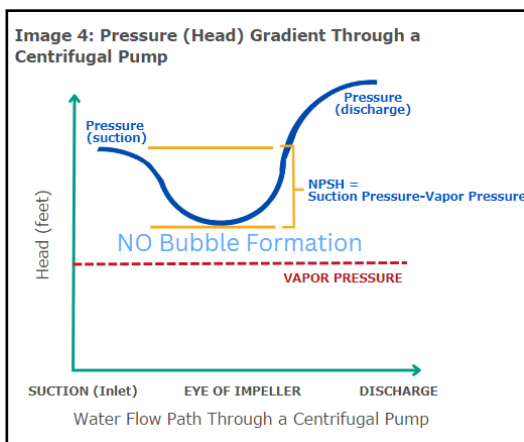 Image 4: Pressure (Head) Gradient Through a
Centrifugal Pump
Pressure
(suction)
Pressure
(discharge)
NPSH =
Suction Pressure-Vapor Pressure
NO Bubble Formation
VAPOR PRESSURE
Head (feet)
SUCTION (Inlet) EYE OF IMPELLER DISCHARGE
Water Flow Path Through a Centrifugal Pump